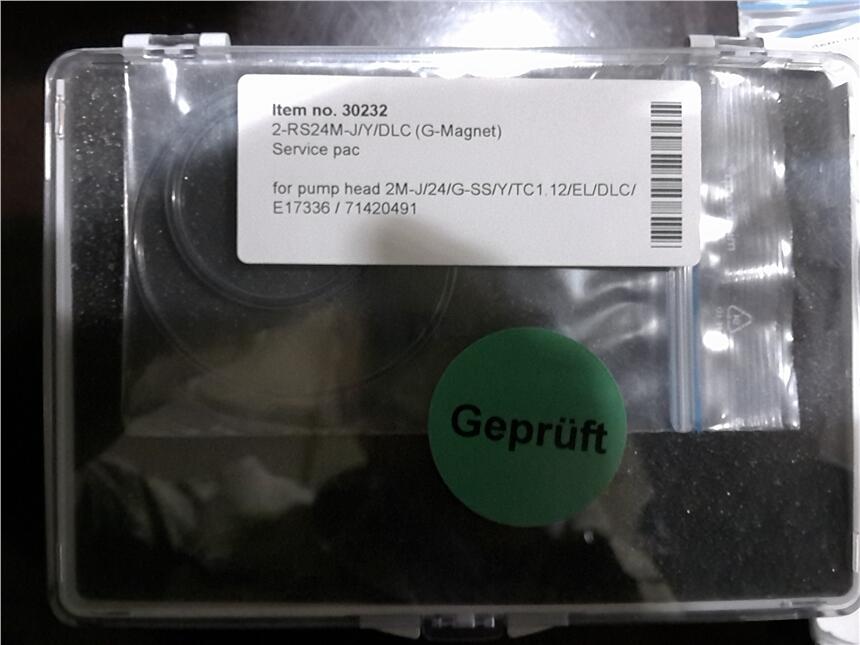 Item no. 30232
2-RS24M-J/Y/DLC (G-Magnet)
Service pac
for pump head 2M-J/24/G-SS/Y/TC1.12/EL/DLC/
E17336 / 71420491
Geprüft